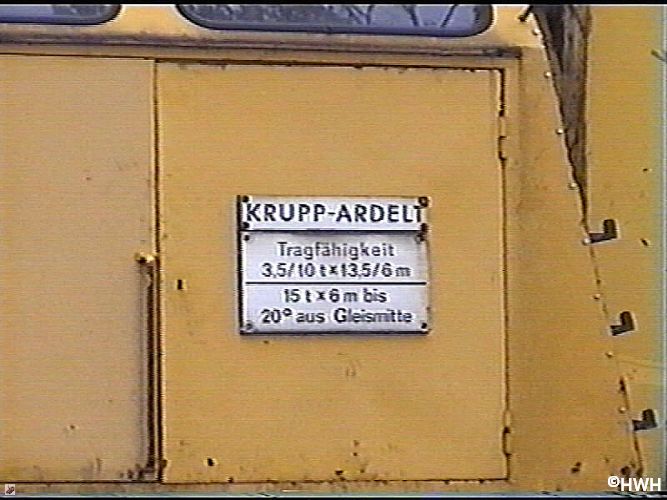 KRUPP-ARDELT
Tragfähigkeit
3,5/10 t x 13,5/6 m
15 t x 6 m bis
20° aus Gleismitte
©HWH